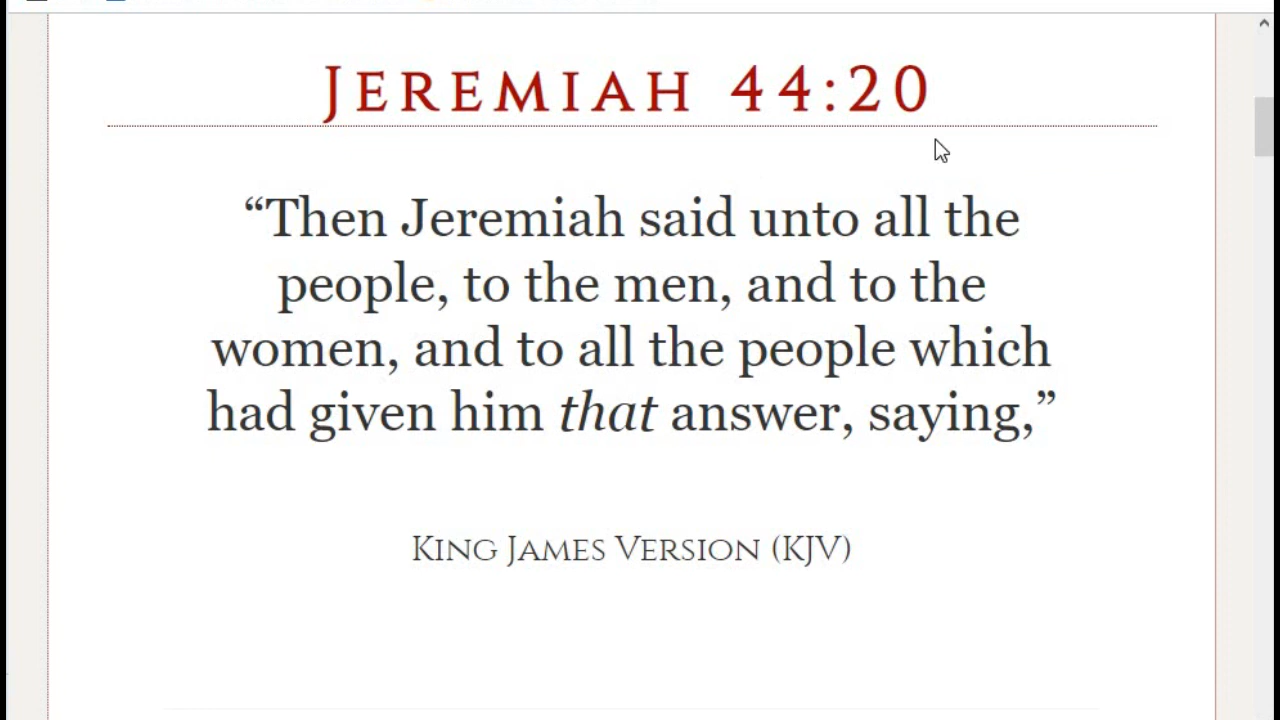 Jeremiah 44:20
“Then Jeremiah said unto all the
people, to the men, and to the
women, and to all the people which
had given him that answer, saying,”
King James Version (KJV)